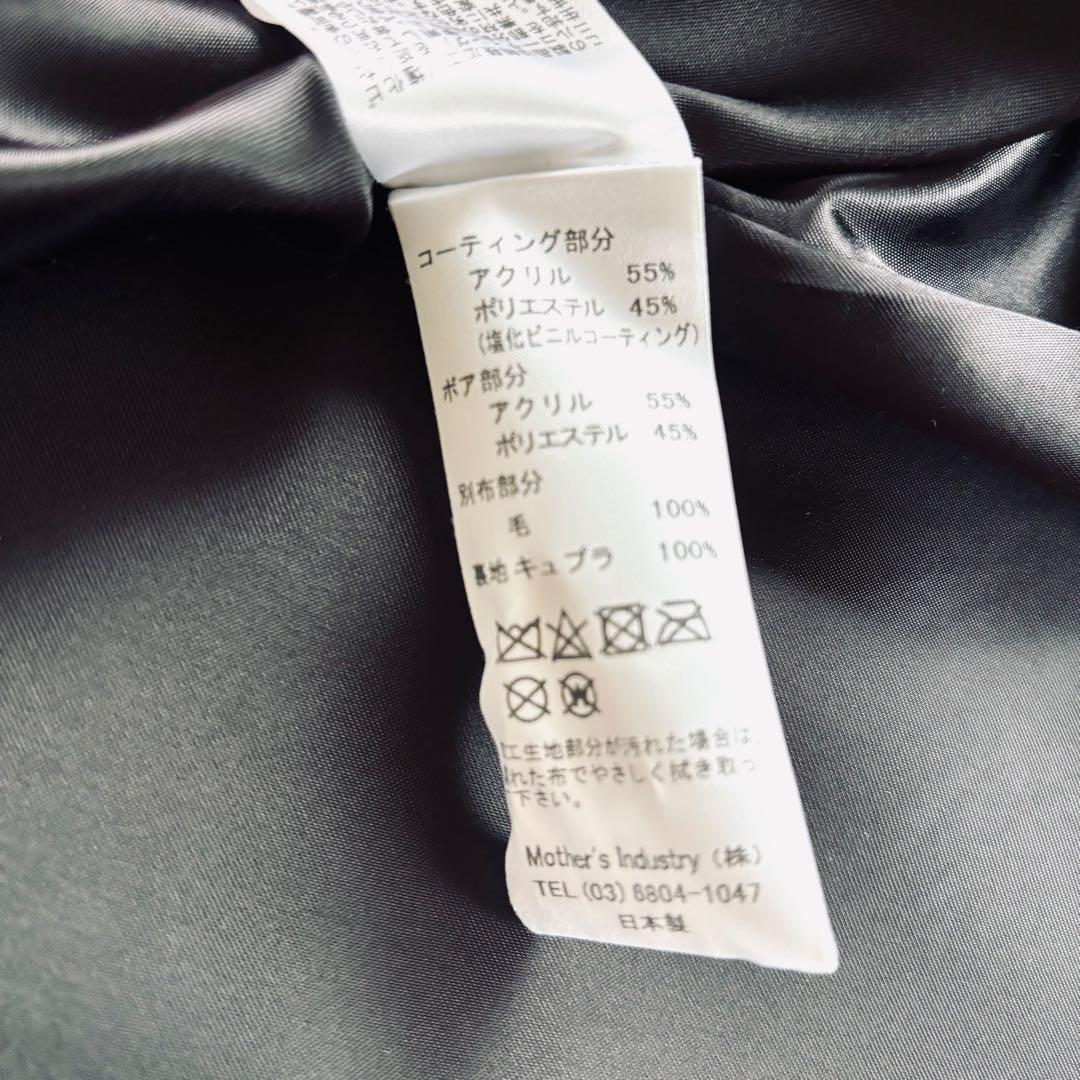 コーティング部分
アクリル 55%
ポリエステル 45%
(塩化ビニルコーティング)
ボア部分
アクリル 55%
ポリエステル 45%
別布部分
毛 100%
裏地 キュプラ 100%
工生地部分が汚れた場合は、
れた布でやさしく拭き取っ
下さい。
Mother's Industry (株)
TEL (03) 6804-1047
日本製